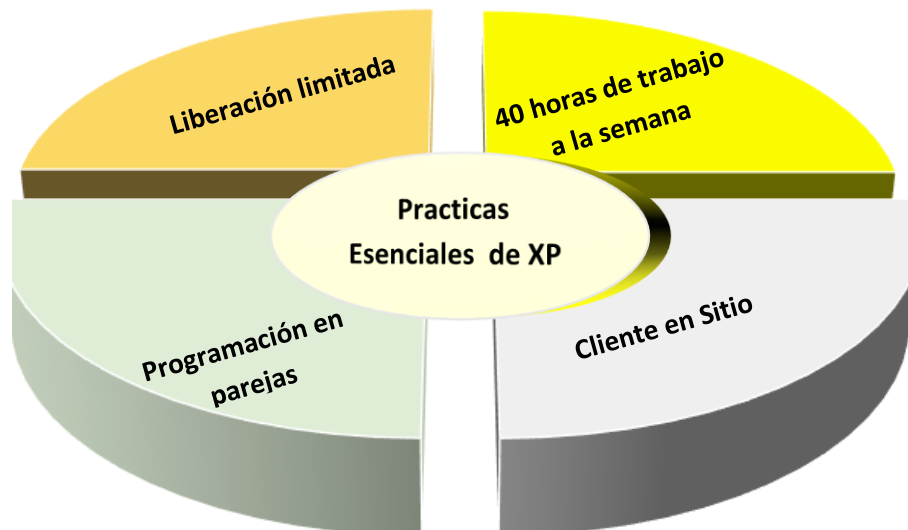 Liberación limitada
40 horas de trabajo
a la semana
Practicas
Esenciales de XP
Programación en
parejas
Cliente en Sitio